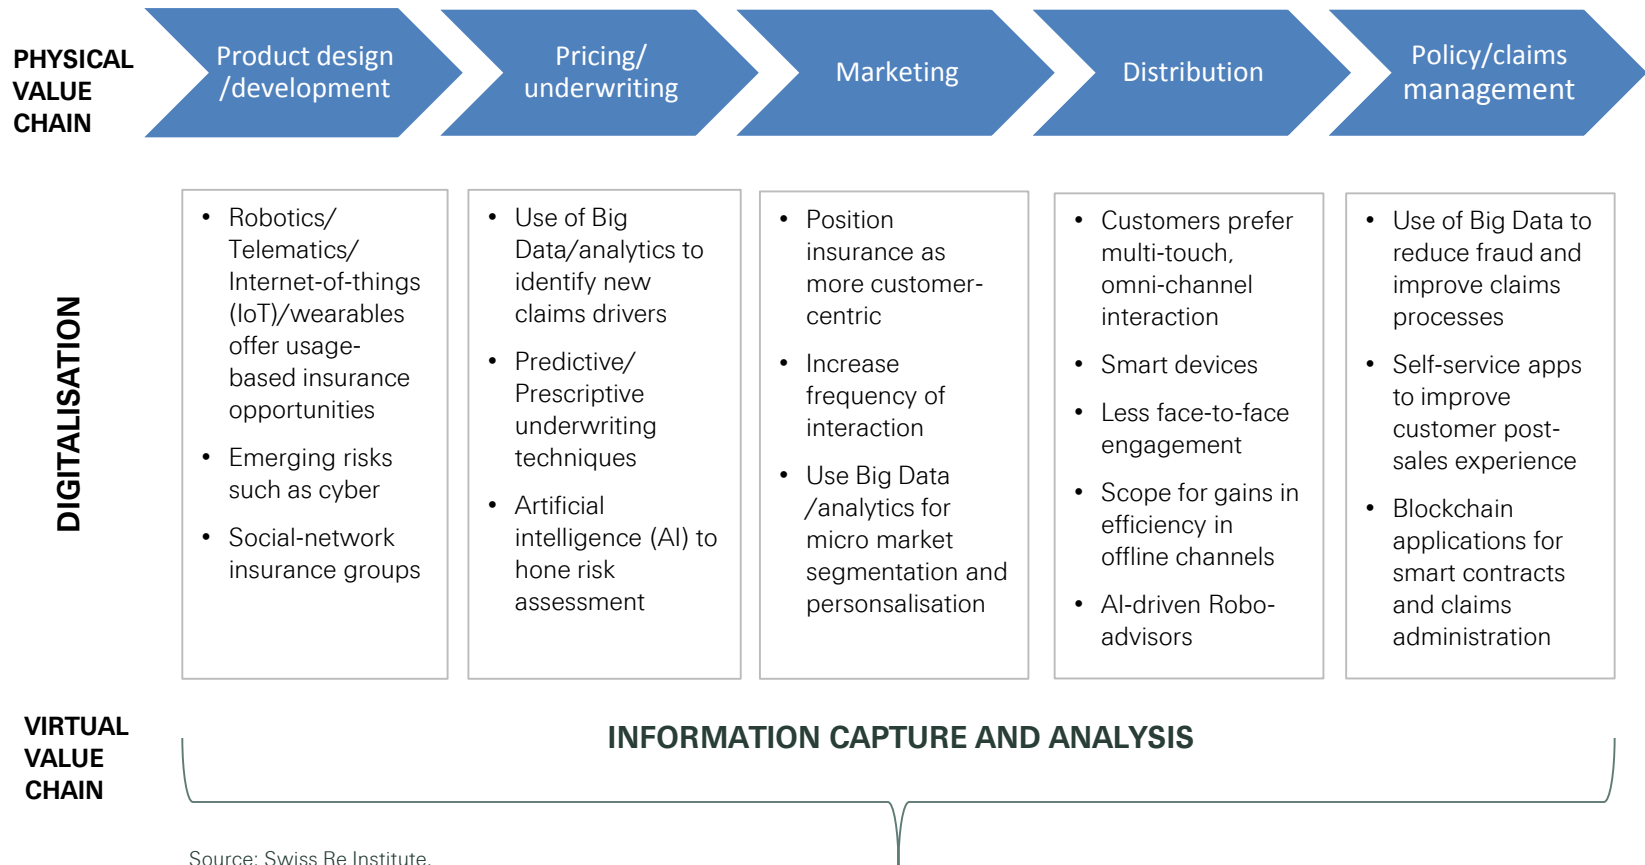 PHYSICAL
VALUE
CHAIN
Product design
/development
Pricing/
underwriting
Marketing
Distribution
Policy/claims
management
DIGITALISATION
• Robotics/
Telematics/
Internet-of-things
(IoT)/wearables
offer usage-
based insurance
opportunities
• Emerging risks
such as cyber
• Social-network
insurance groups
• Use of Big
Data/analytics to
identify new
claims drivers
• Predictive/
Prescriptive
underwriting
techniques
• Artificial
intelligence (AI) to
hone risk
assessment
• Position
insurance as
more customer-
centric
• Increase
frequency of
interaction
• Use Big Data
/analytics for
micro market
segmentation and
personsalisation
• Customers prefer
multi-touch,
omni-channel
interaction
• Smart devices
• Less face-to-face
engagement
• Scope for gains in
efficiency in
offline channels
• AI-driven Robo-
advisors
• Use of Big Data to
reduce fraud and
improve claims
processes
• Self-service apps
to improve
customer post-
sales experience
• Blockchain
applications for
smart contracts
and claims
administration
VIRTUAL
VALUE
CHAIN
INFORMATION CAPTURE AND ANALYSIS
Source: Swiss Re Institute.